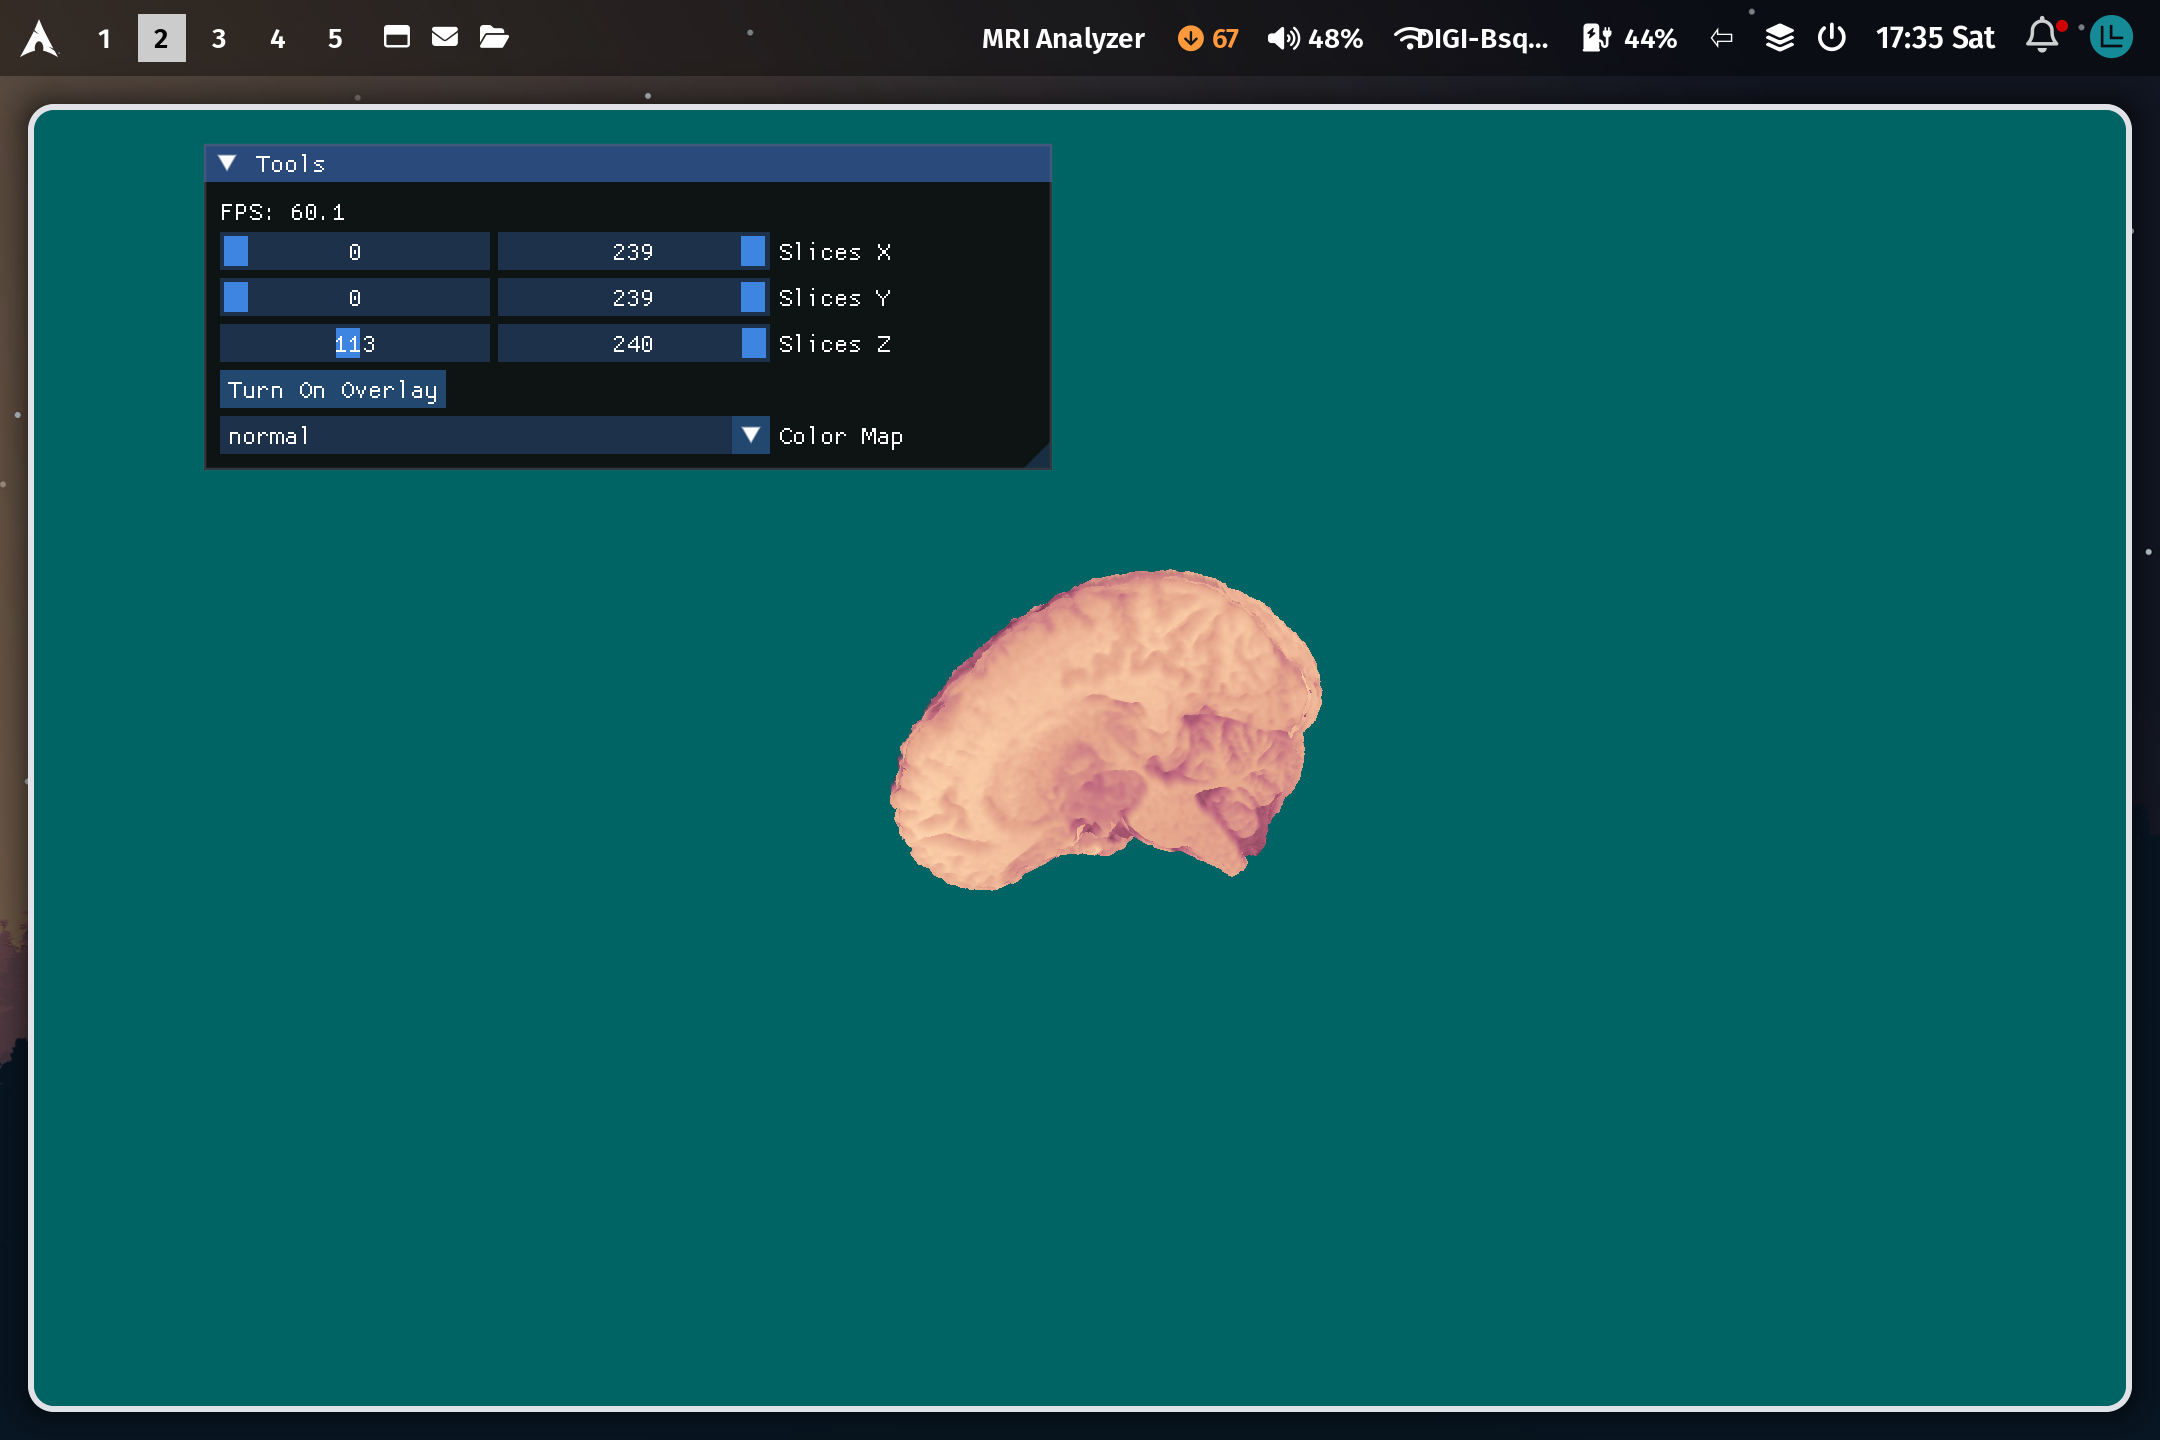 1 2 3 4 5 MRI Analyzer 67 48% DIGI-Bsq... 44% 17:35 Sat
Tools
FPS: 60.1
0 239 Slices X
0 239 Slices Y
113 240 Slices Z
Turn On Overlay
normal Color Map